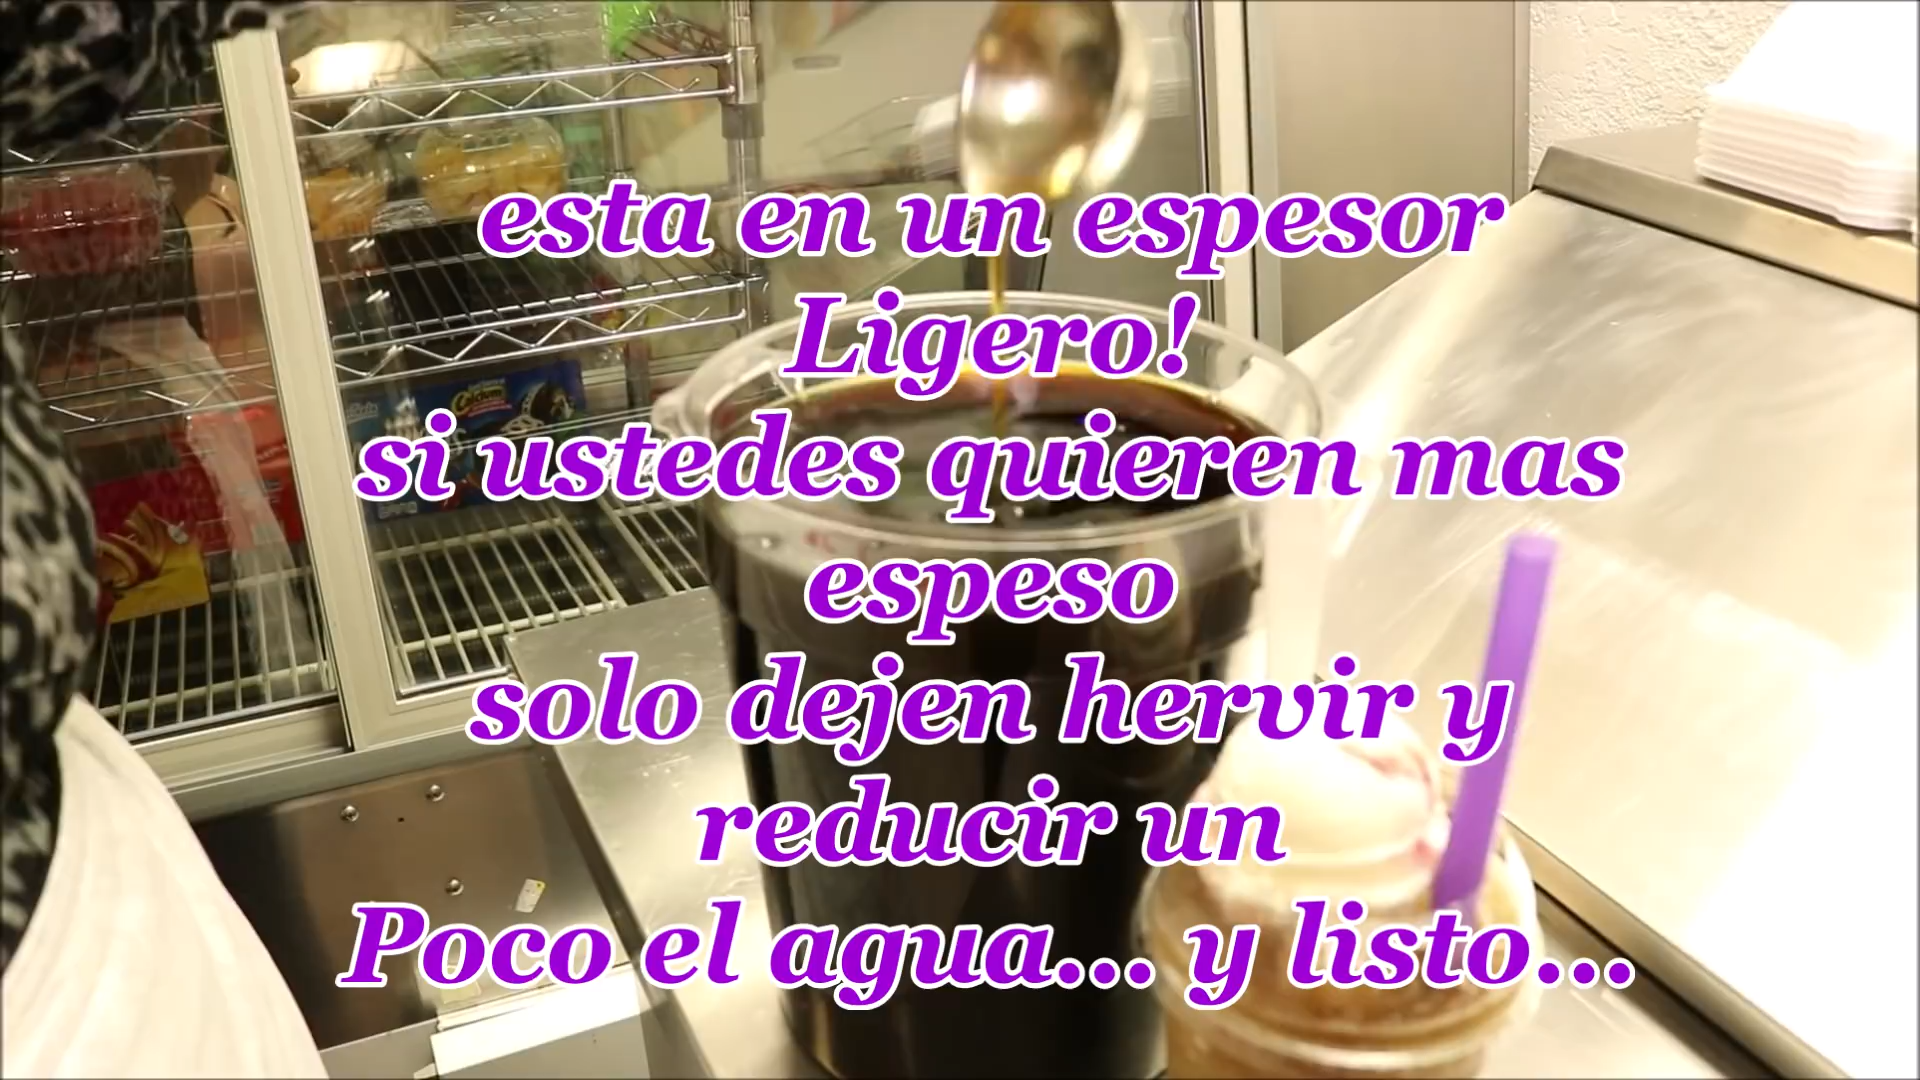 esta en un espesor
Ligero!
si ustedes quieren mas
espeso
solo dejen hervir y
reducir un
Poco el agua... y listo...